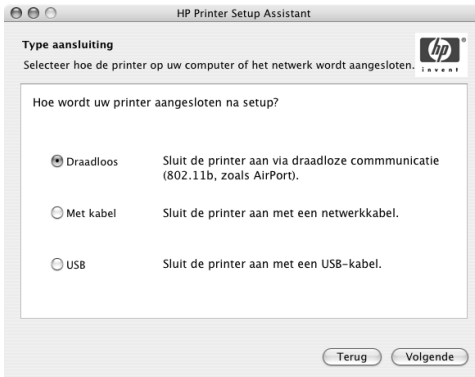 HP Printer Setup Assistant
Type aansluiting
Selecteer hoe de printer op uw computer of het netwerk wordt aangesloten.
hp
invent
Hoe wordt uw printer aangesloten na setup?
Draadloos
Sluit de printer aan via draadloze commmunicatie
(802.11b, zoals AirPort).
Met kabel
Sluit de printer aan met een netwerkkabel.
USB
Sluit de printer aan met een USB-kabel.
Terug
Volgende